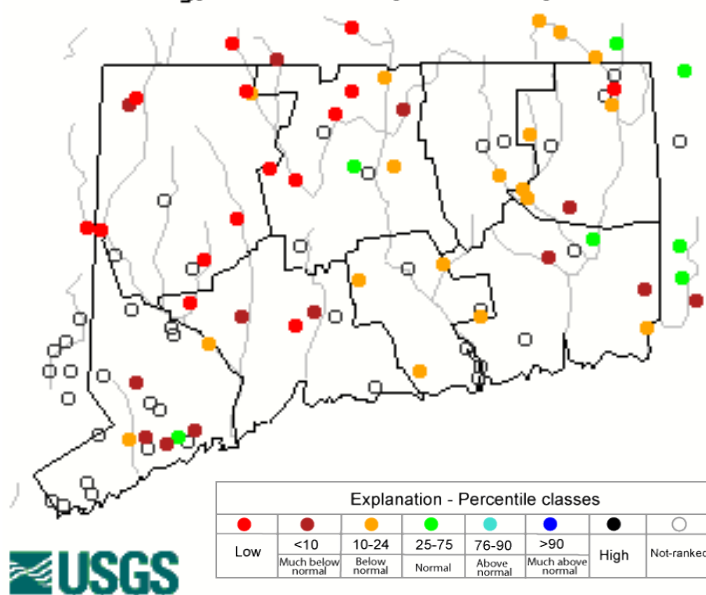 Explanation - Percentile classes
Low <10 10-24 25-75 76-90 >90 High Not-ranked
Much below normal Below normal Normal Above normal Much above normal
USGS